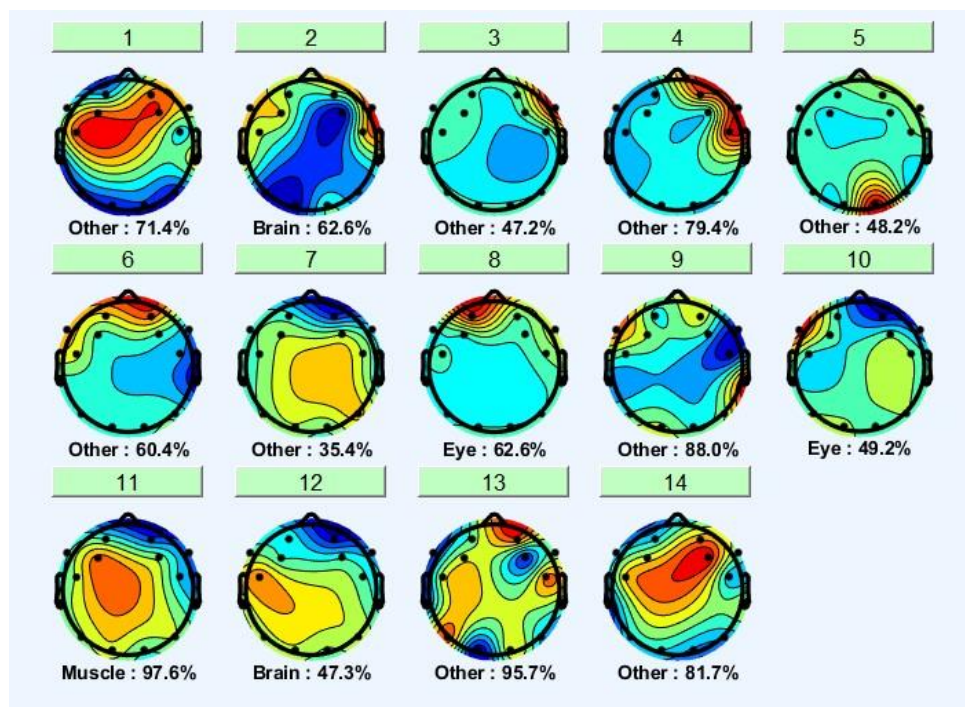 1 2 3 4 5
Other : 71.4% Brain : 62.6% Other : 47.2% Other : 79.4% Other : 48.2%
6 7 8 9 10
Other : 60.4% Other : 35.4% Eye : 62.6% Other : 88.0% Eye : 49.2%
11 12 13 14
Muscle : 97.6% Brain : 47.3% Other : 95.7% Other : 81.7%